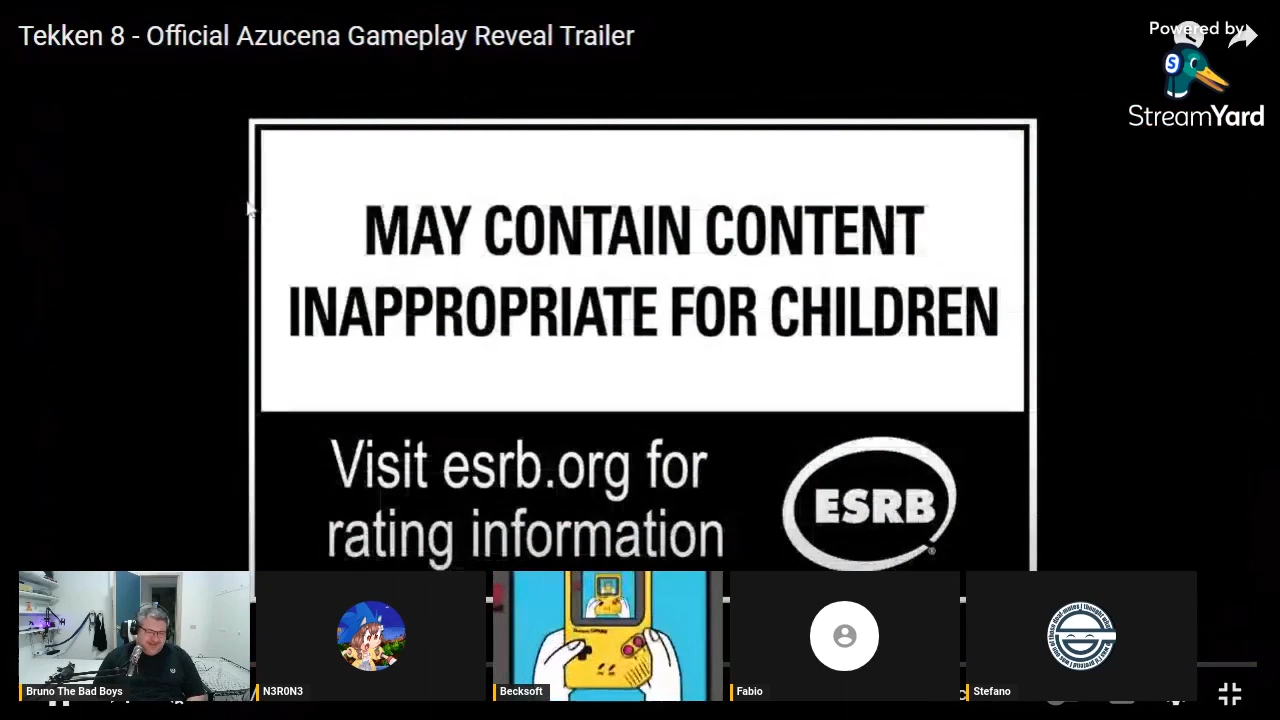 Tekken 8 - Official Azucena Gameplay Reveal Trailer
Powered by
StreamYard
MAY CONTAIN CONTENT
INAPPROPRIATE FOR CHILDREN
Visit esrb.org for
rating information
ESRB
Bruno The Bad Boys
N3R0N3
Becksoft
Fabio
Stefano